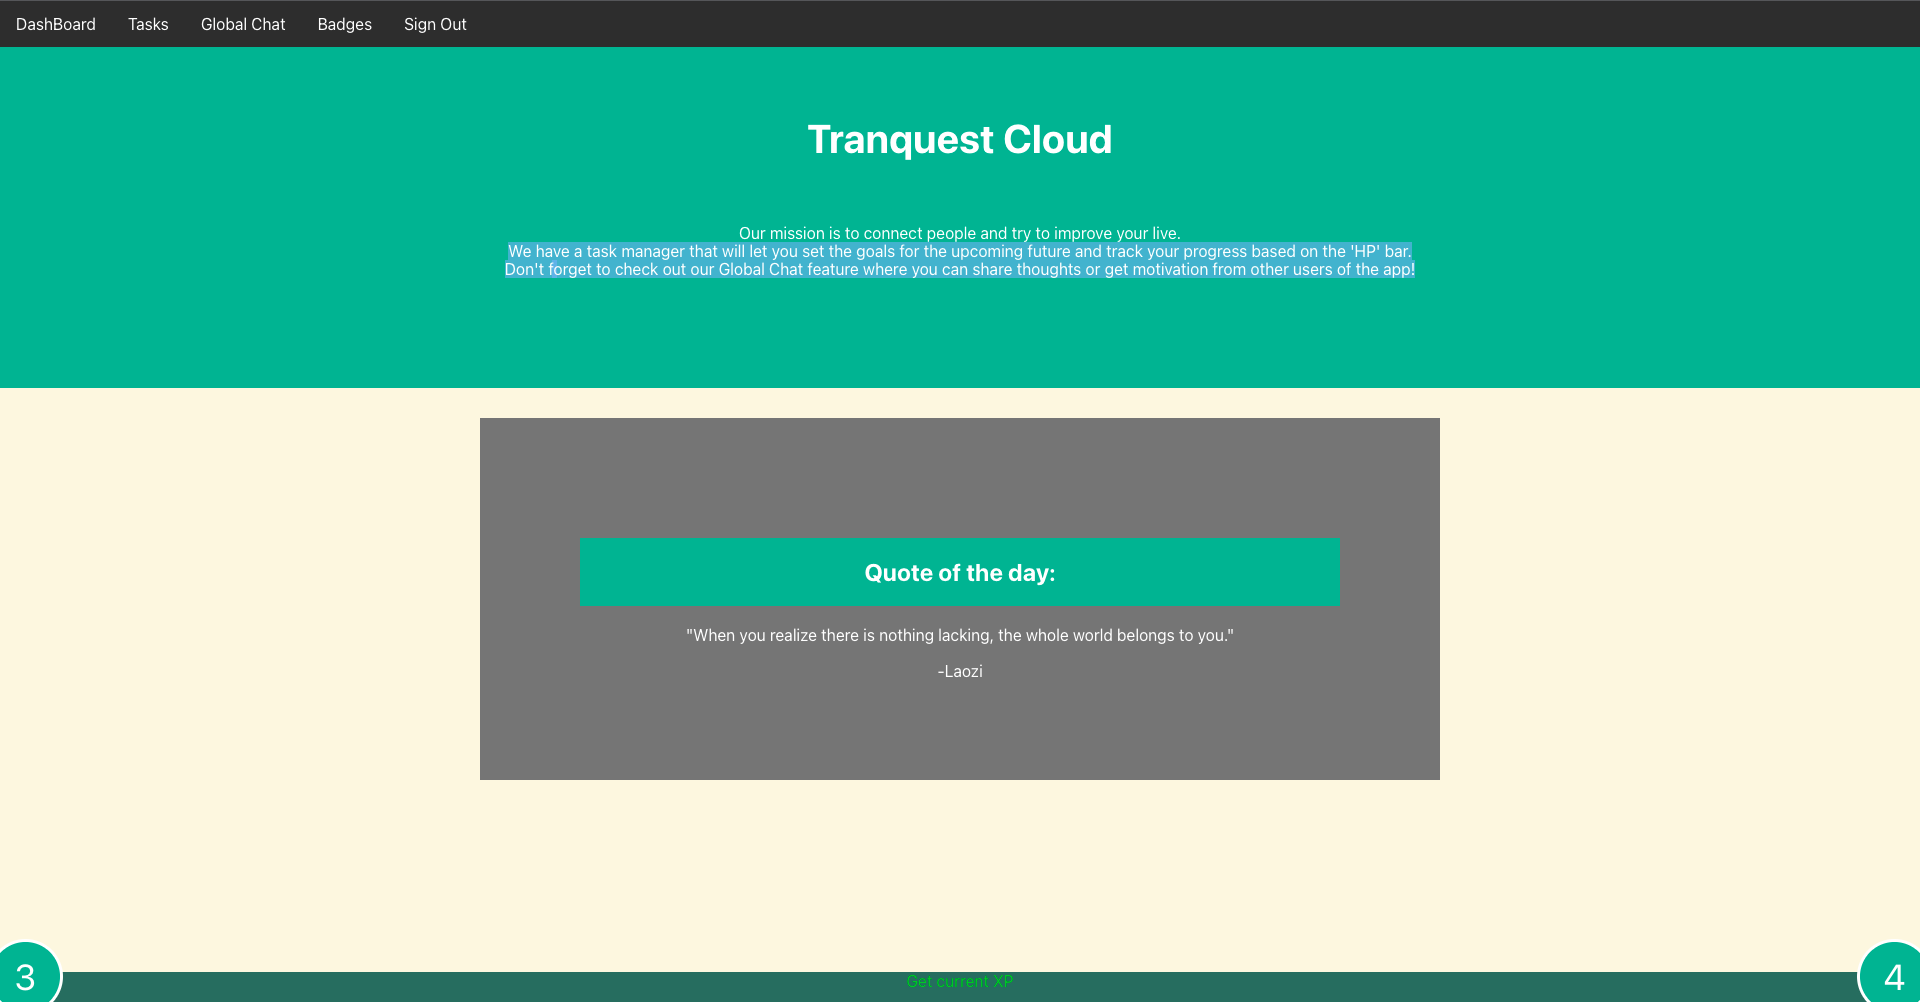 DashBoard Tasks Global Chat Badges Sign Out
Tranquest Cloud
Our mission is to connect people and try to improve your live.
We have a task manager that will let you set the goals for the upcoming future and track your progress based on the 'HP' bar.
Don't forget to check out our Global Chat feature where you can share thoughts or get motivation from other users of the app!
Quote of the day:
"When you realize there is nothing lacking, the whole world belongs to you."
-Laozi
3 Get current XP 4